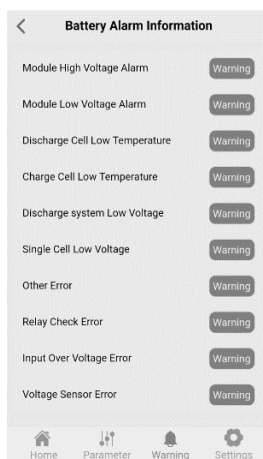 Battery Alarm Information
Module High Voltage Alarm Warning
Module Low Voltage Alarm Warning
Discharge Cell Low Temperature Warning
Charge Cell Low Temperature Warning
Discharge system Low Voltage Warning
Single Cell Low Voltage Warning
Other Error Warning
Relay Check Error Warning
Input Over Voltage Error Warning
Voltage Sensor Error Warning
Home Parameter Warning Settings